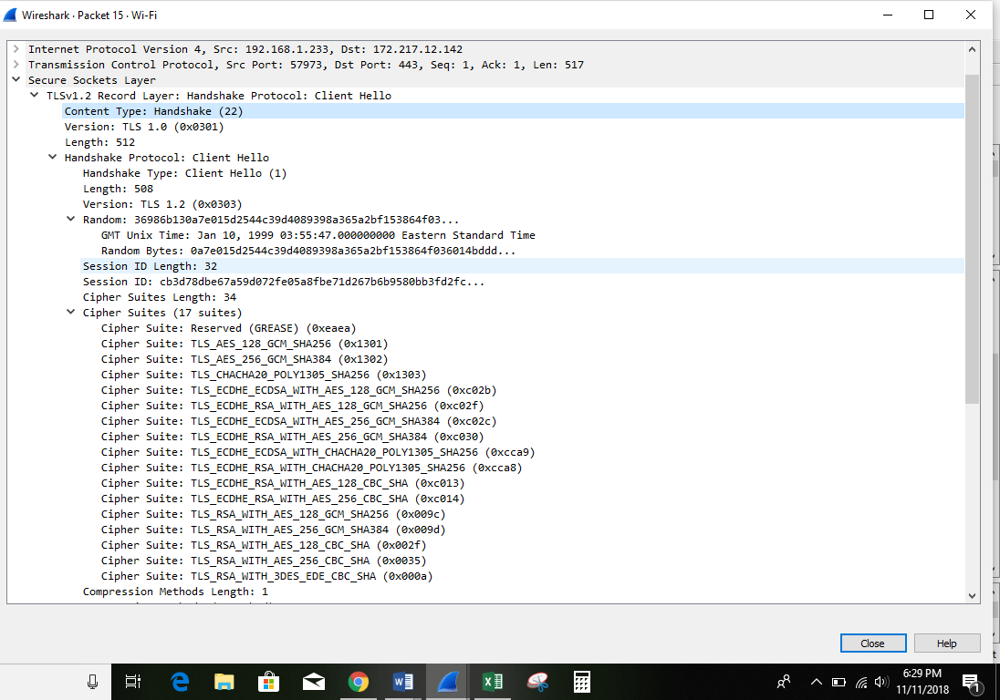 Wireshark · Packet 15 · Wi-Fi
Internet Protocol Version 4, Src: 192.168.1.233, Dst: 172.217.12.142
Transmission Control Protocol, Src Port: 57973, Dst Port: 443, Seq: 1, Ack: 1, Len: 517
Secure Sockets Layer
TLSv1.2 Record Layer: Handshake Protocol: Client Hello
Content Type: Handshake (22)
Version: TLS 1.0 (0x0301)
Length: 512
Handshake Protocol: Client Hello
Handshake Type: Client Hello (1)
Length: 508
Version: TLS 1.2 (0x0303)
Random: 36986b130a7e015d2544c39d4089398a365a2bf153864f03...
GMT Unix Time: Jan 10, 1999 03:55:47.000000000 Eastern Standard Time
Random Bytes: 0a7e015d2544c39d4089398a365a2bf153864f036014bddd...
Session ID Length: 32
Session ID: cb3d78dbe67a59d072fe05a8fbe71d267b6b9580bb3fd2fc...
Cipher Suites Length: 34
Cipher Suites (17 suites)
Cipher Suite: Reserved (GREASE) (0xeaea)
Cipher Suite: TLS_AES_128_GCM_SHA256 (0x1301)
Cipher Suite: TLS_AES_256_GCM_SHA384 (0x1302)
Cipher Suite: TLS_CHACHA20_POLY1305_SHA256 (0x1303)
Cipher Suite: TLS_ECDHE_ECDSA_WITH_AES_128_GCM_SHA256 (0xc02b)
Cipher Suite: TLS_ECDHE_RSA_WITH_AES_128_GCM_SHA256 (0xc02f)
Cipher Suite: TLS_ECDHE_ECDSA_WITH_AES_256_GCM_SHA384 (0xc02c)
Cipher Suite: TLS_ECDHE_RSA_WITH_AES_256_GCM_SHA384 (0xc030)
Cipher Suite: TLS_ECDHE_ECDSA_WITH_CHACHA20_POLY1305_SHA256 (0xcca9)
Cipher Suite: TLS_ECDHE_RSA_WITH_CHACHA20_POLY1305_SHA256 (0xcca8)
Cipher Suite: TLS_ECDHE_RSA_WITH_AES_128_CBC_SHA (0xc013)
Cipher Suite: TLS_ECDHE_RSA_WITH_AES_256_CBC_SHA (0xc014)
Cipher Suite: TLS_RSA_WITH_AES_128_GCM_SHA256 (0x009c)
Cipher Suite: TLS_RSA_WITH_AES_256_GCM_SHA384 (0x009d)
Cipher Suite: TLS_RSA_WITH_AES_128_CBC_SHA (0x002f)
Cipher Suite: TLS_RSA_WITH_AES_256_CBC_SHA (0x0035)
Cipher Suite: TLS_RSA_WITH_3DES_EDE_CBC_SHA (0x000a)
Compression Methods Length: 1
Close
Help
6:29 PM
11/11/2018
1